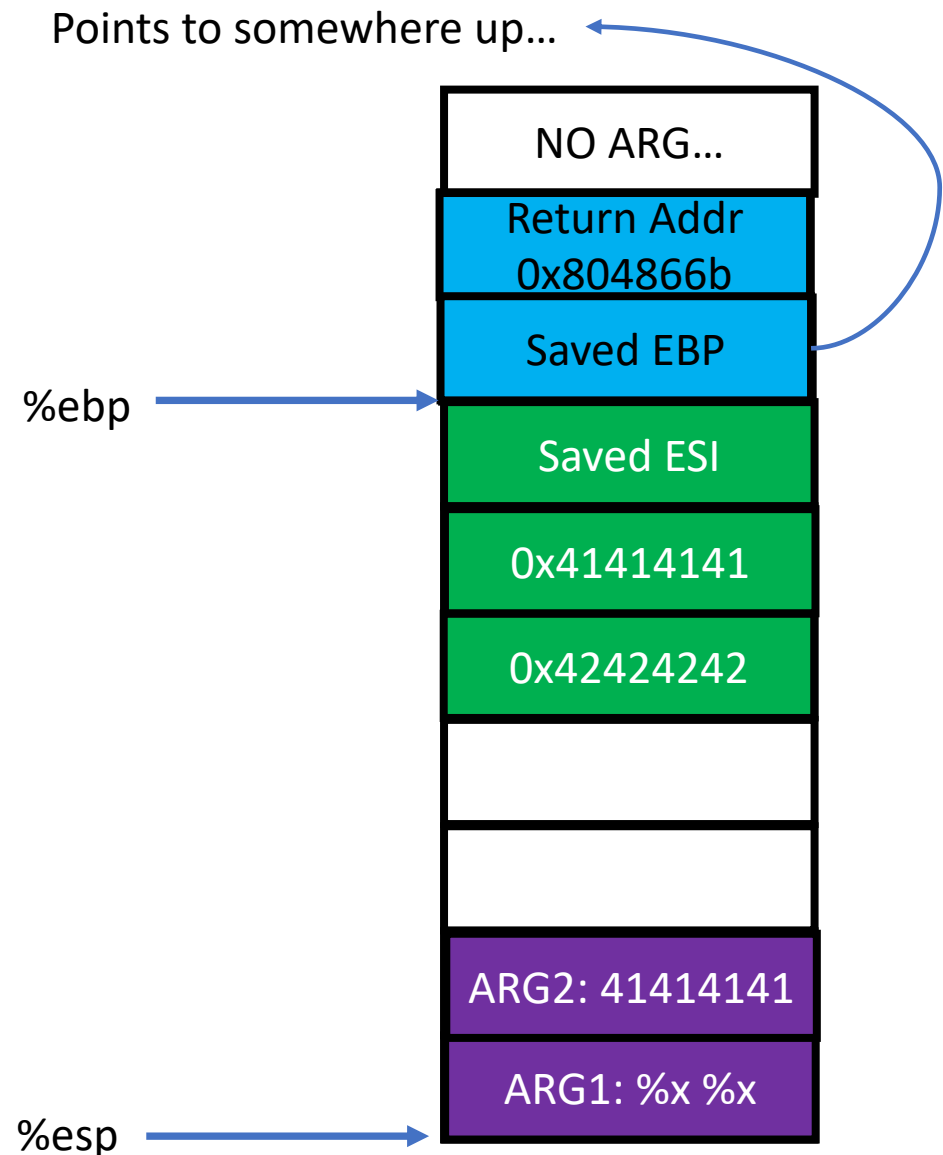 Points to somewhere up...
NO ARG...
Return Addr
0x804866b
Saved EBP
%ebp
Saved ESI
0x41414141
0x42424242
ARG2: 41414141
ARG1: %x %x
%esp